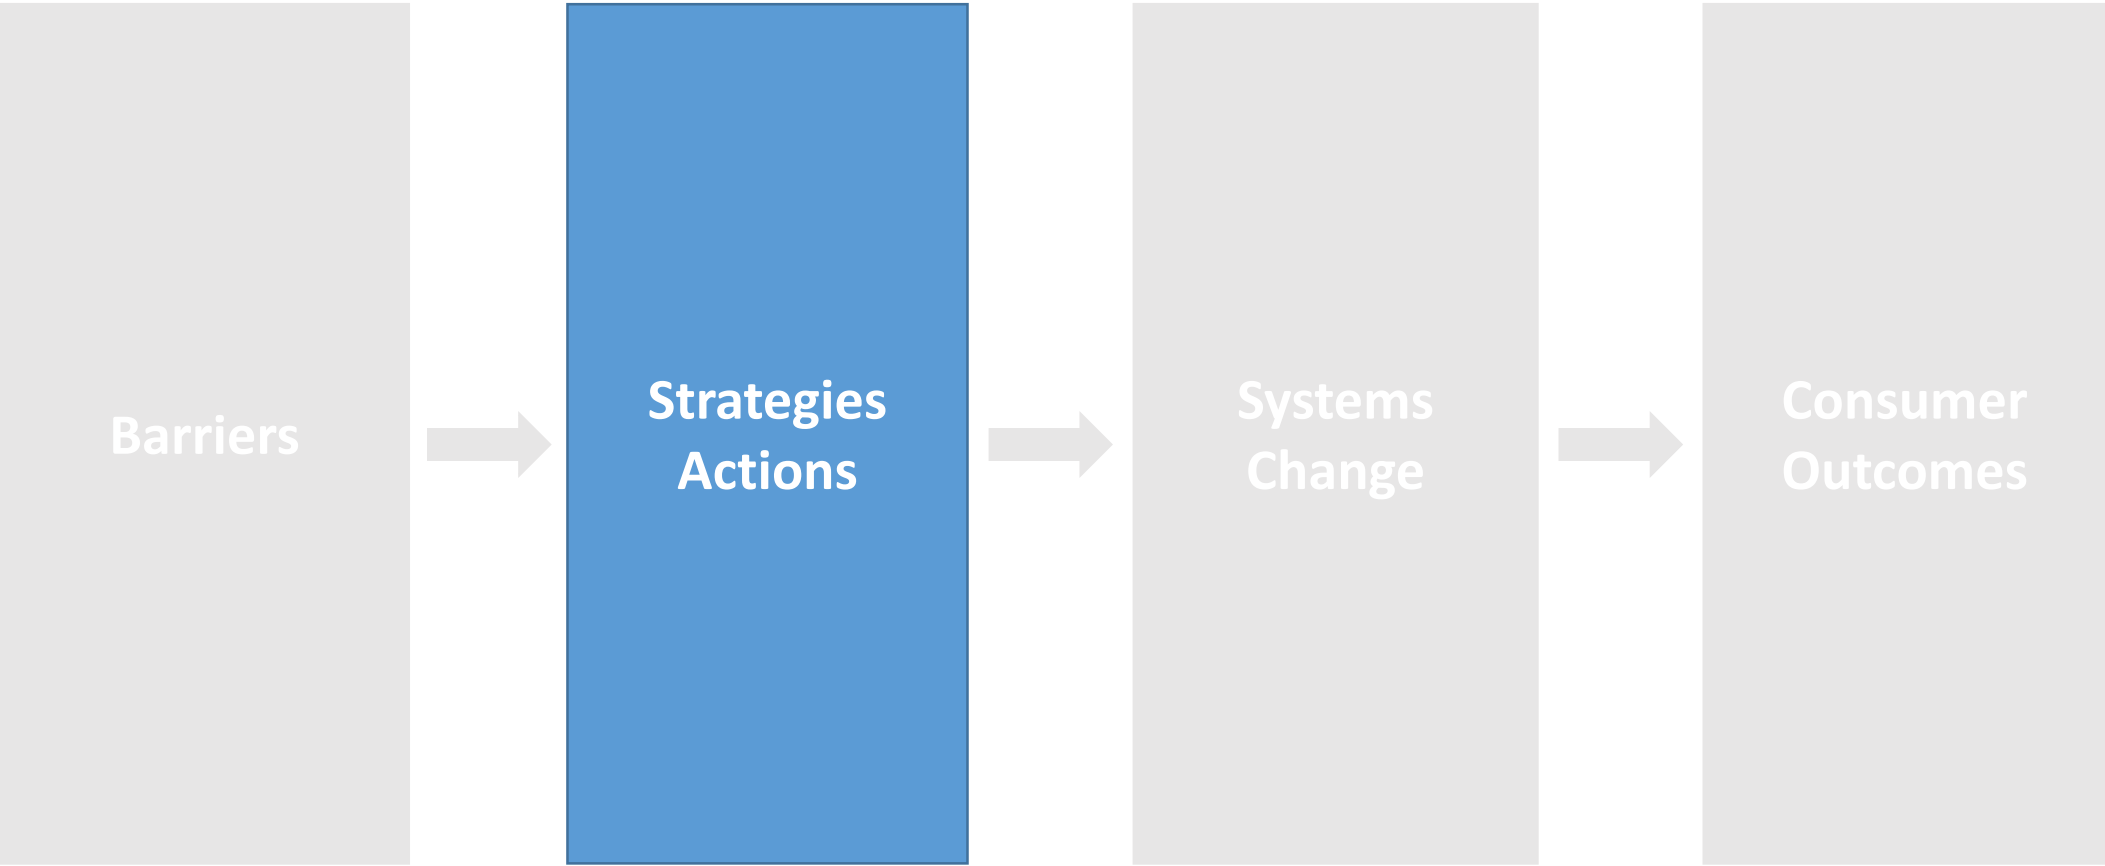 Barriers
Strategies
Actions
Systems
Change
Consumer
Outcomes